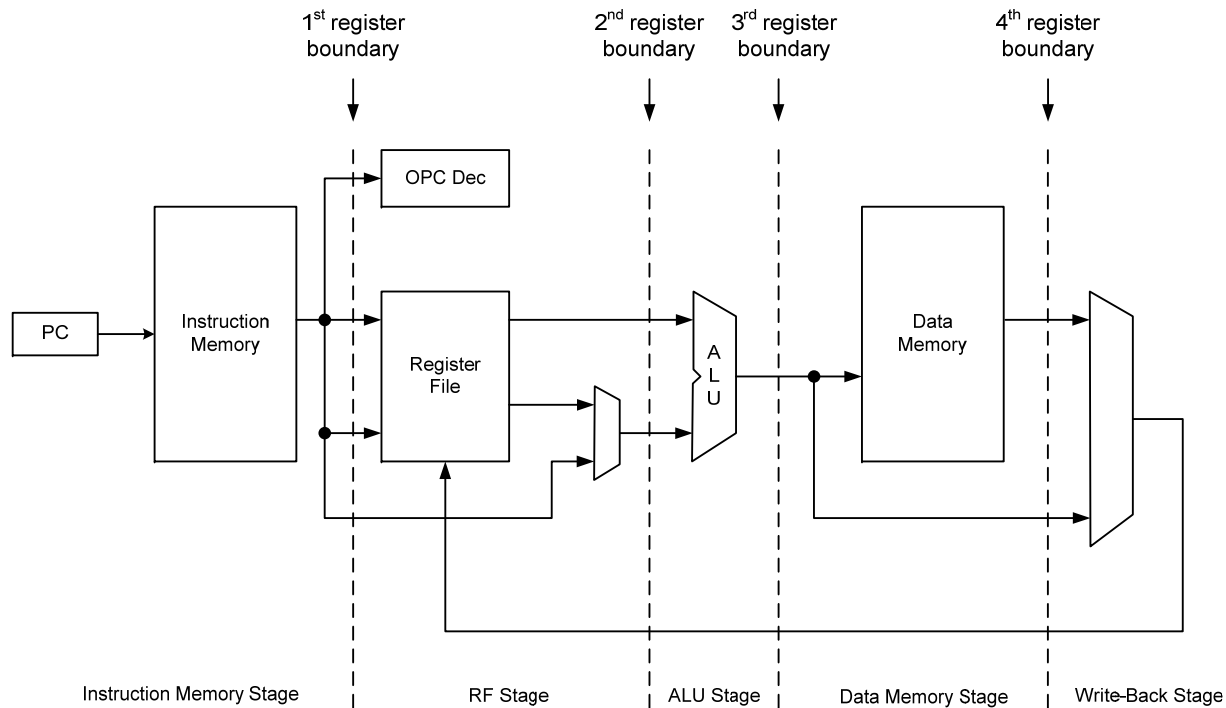 1st register
boundary
2nd register
boundary
3rd register
boundary
4th register
boundary
OPC Dec
PC
Instruction
Memory
Register
File
A
L
U
Data
Memory
Instruction Memory Stage
RF Stage
ALU Stage
Data Memory Stage
Write-Back Stage